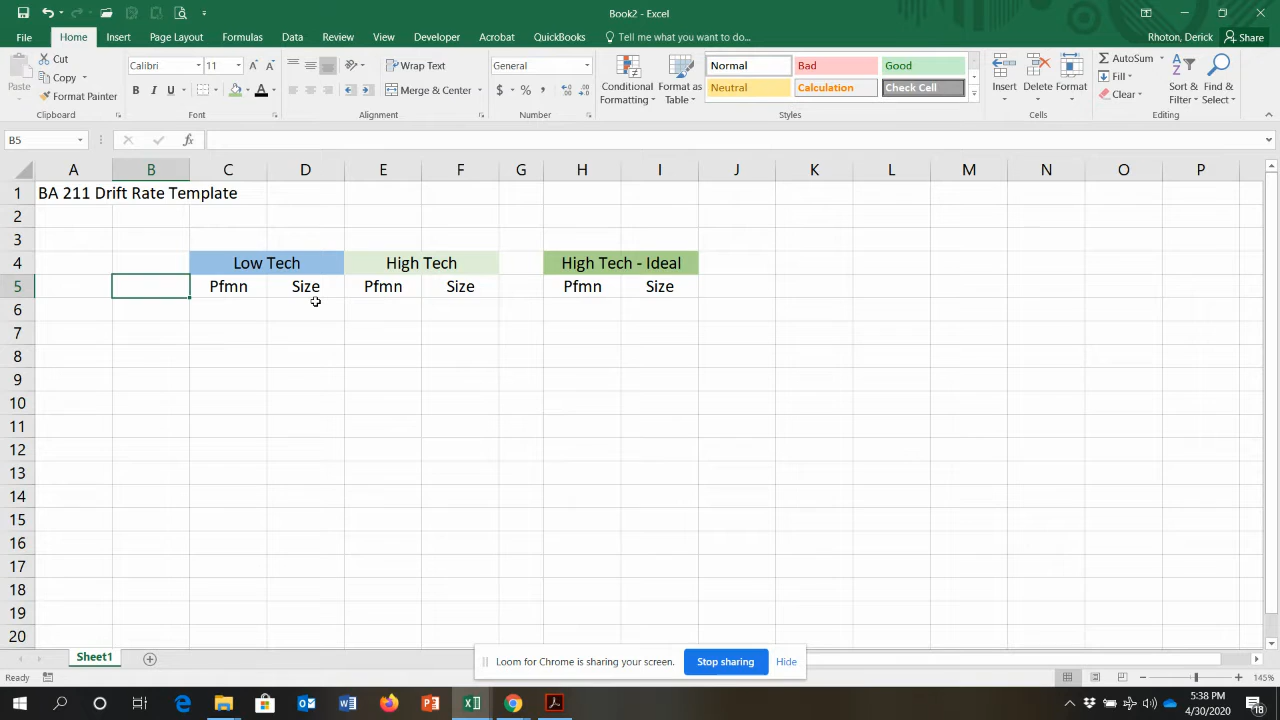 Book2 - Excel
File Home Insert Page Layout Formulas Data Review View Developer Acrobat QuickBooks Tell me what you want to do... Rhoton, Derick Share
Paste Cut Copy Format Painter Clipboard
Calibri 11 A A B I U A Font
Wrap Text Merge & Center Alignment
General $ % , Number
Conditional Formatting Format as Table
Normal Bad Good
Neutral Calculation Check Cell
Styles
Insert Delete Format Cells
AutoSum Fill Clear Sort & Filter Find & Select Editing
B5 fx
A B C D E F G H I J K L M N O P
1 BA 211 Drift Rate Template
2
3
4 Low Tech High Tech High Tech - Ideal
5 Pfmn Size Pfmn Size Pfmn Size
6
7
8
9
10
11
12
13
14
15
16
17
18
19
20
Loom for Chrome is sharing your screen. Stop sharing Hide
Sheet1
Ready 145%
5:38 PM
4/30/2020
18